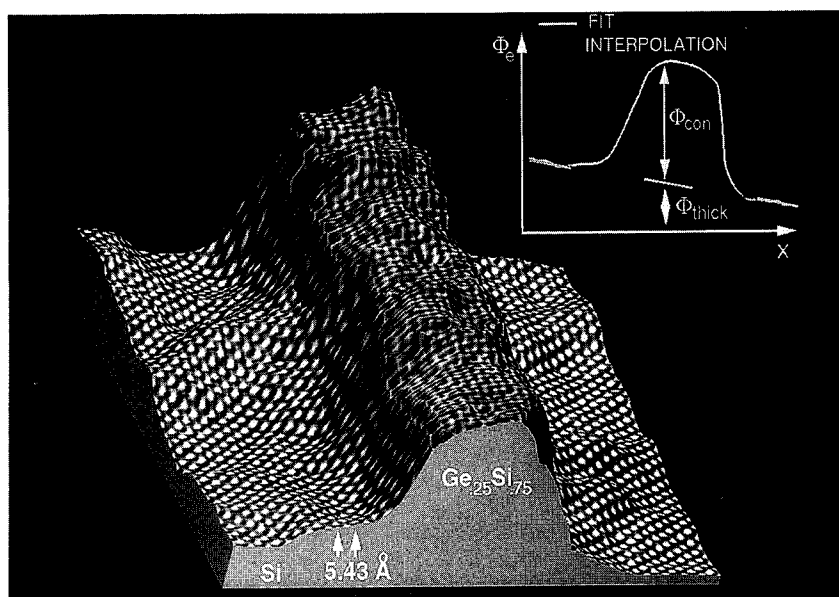 FIT
INTERPOLATION
Φe
Φcon
Φthick
X
Ge.25Si.75
Si
5.43 Å